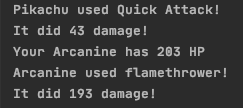 Pikachu used Quick Attack!
It did 43 damage!
Your Arcanine has 203 HP
Arcanine used flamethrower!
It did 193 damage!